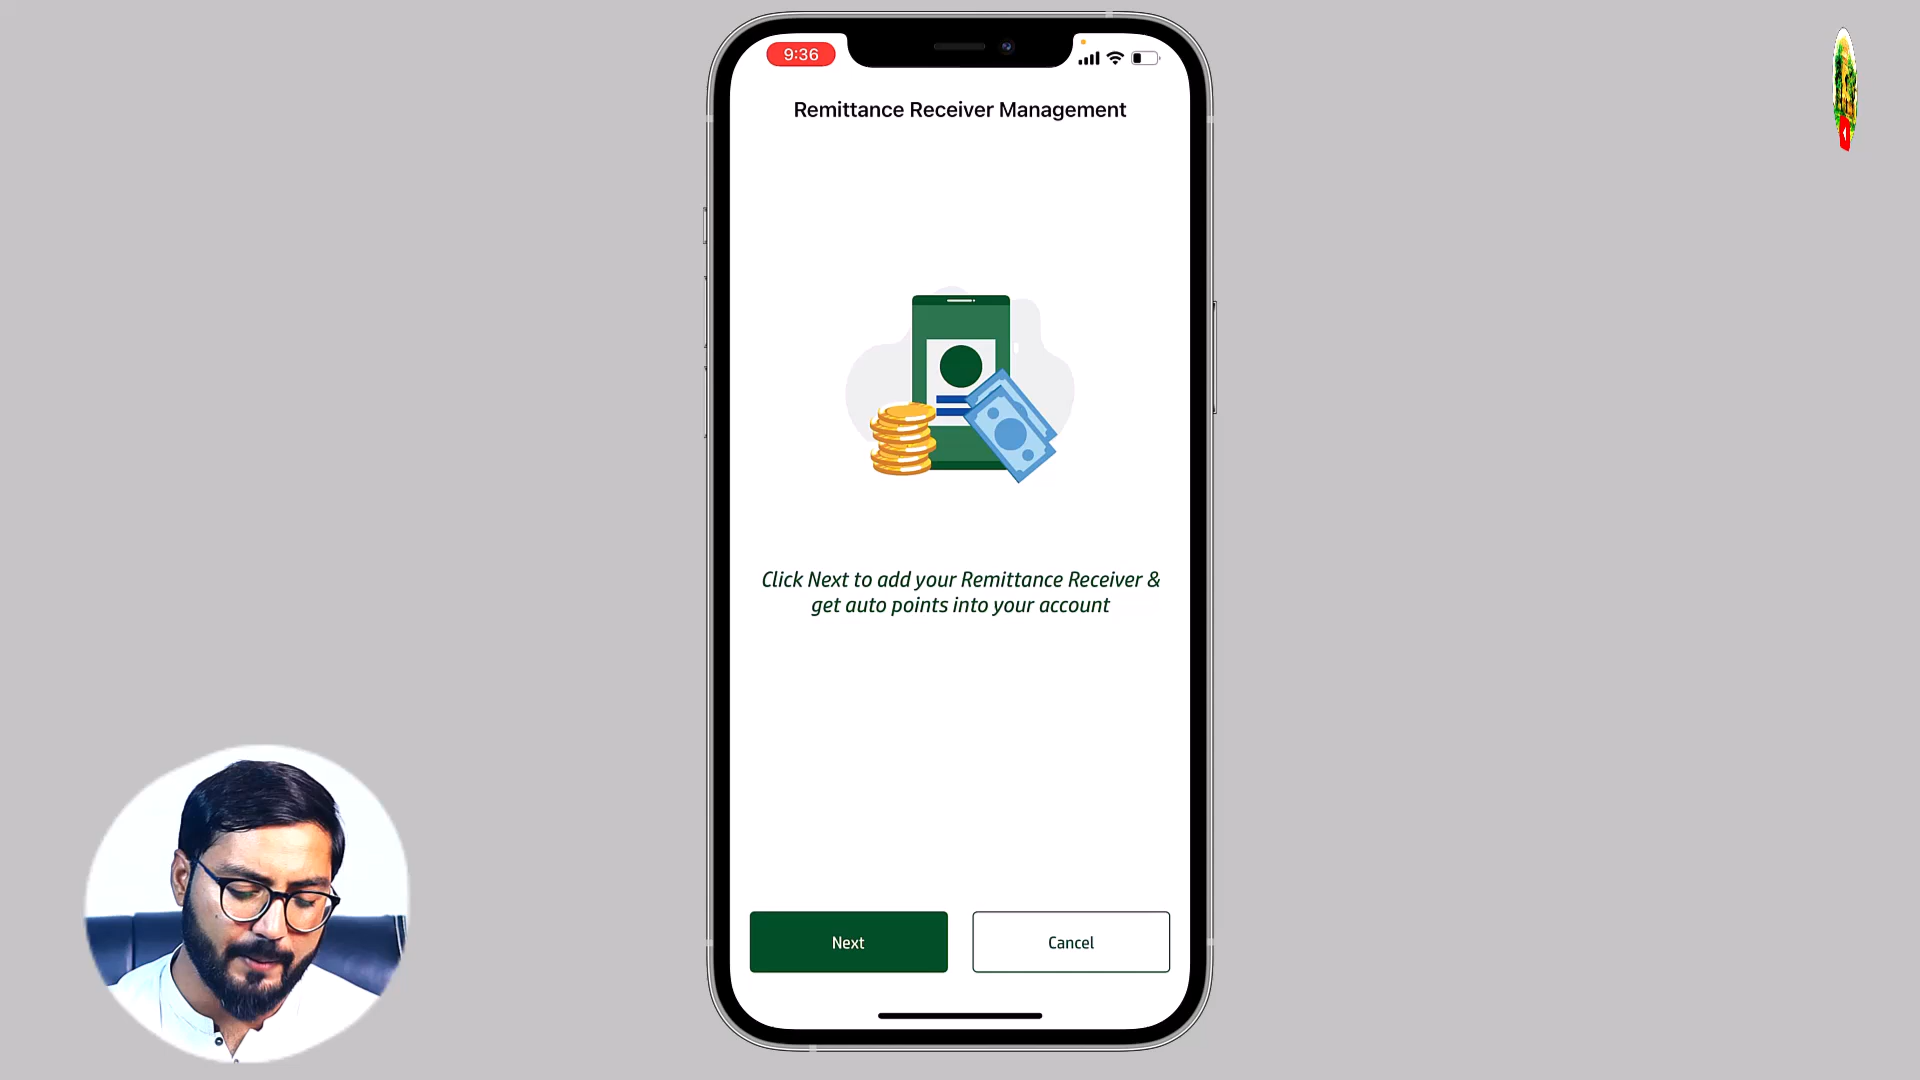 9:36
Remittance Receiver Management
Click Next to add your Remittance Receiver &
get auto points into your account
Next
Cancel